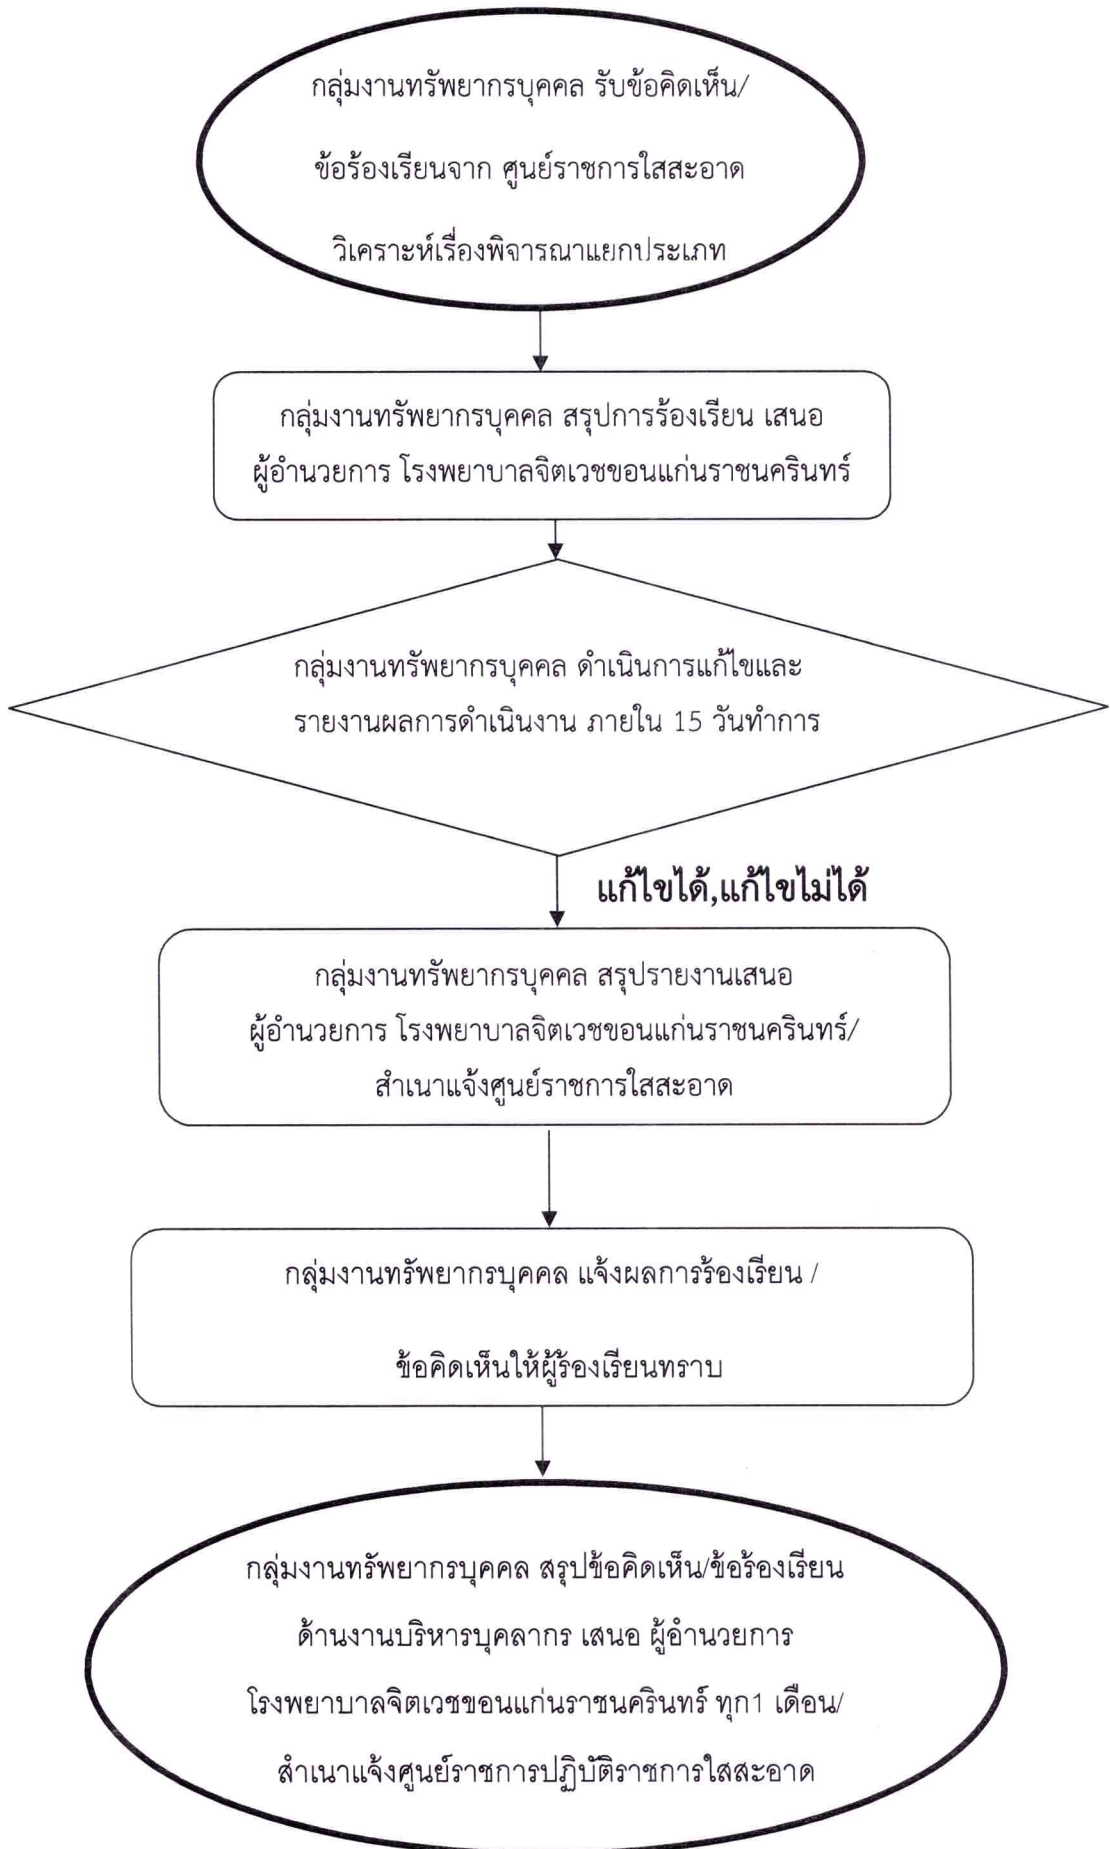 กลุ่มงานทรัพยากรบุคคล รับข้อคิดเห็น/
ข้อร้องเรียนจาก ศูนย์ราชการใสสะอาด
วิเคราะห์เรื่องพิจารณาแยกประเภท
กลุ่มงานทรัพยากรบุคคล สรุปการร้องเรียน เสนอ
ผู้อำนวยการ โรงพยาบาลจิตเวชขอนแก่นราชนครินทร์
กลุ่มงานทรัพยากรบุคคล ดำเนินการแก้ไขและ
รายงานผลการดำเนินงาน ภายใน 15 วันทำการ
แก้ไขได้,แก้ไขไม่ได้
กลุ่มงานทรัพยากรบุคคล สรุปรายงานเสนอ
ผู้อำนวยการ โรงพยาบาลจิตเวชขอนแก่นราชนครินทร์/
สำเนาแจ้งศูนย์ราชการใสสะอาด
กลุ่มงานทรัพยากรบุคคล แจ้งผลการร้องเรียน /
ข้อคิดเห็นให้ผู้ร้องเรียนทราบ
กลุ่มงานทรัพยากรบุคคล สรุปข้อคิดเห็น/ข้อร้องเรียน
ด้านงานบริหารบุคลากร เสนอ ผู้อำนวยการ
โรงพยาบาลจิตเวชขอนแก่นราชนครินทร์ ทุก1 เดือน/
สำเนาแจ้งศูนย์ราชการปฏิบัติราชการใสสะอาด